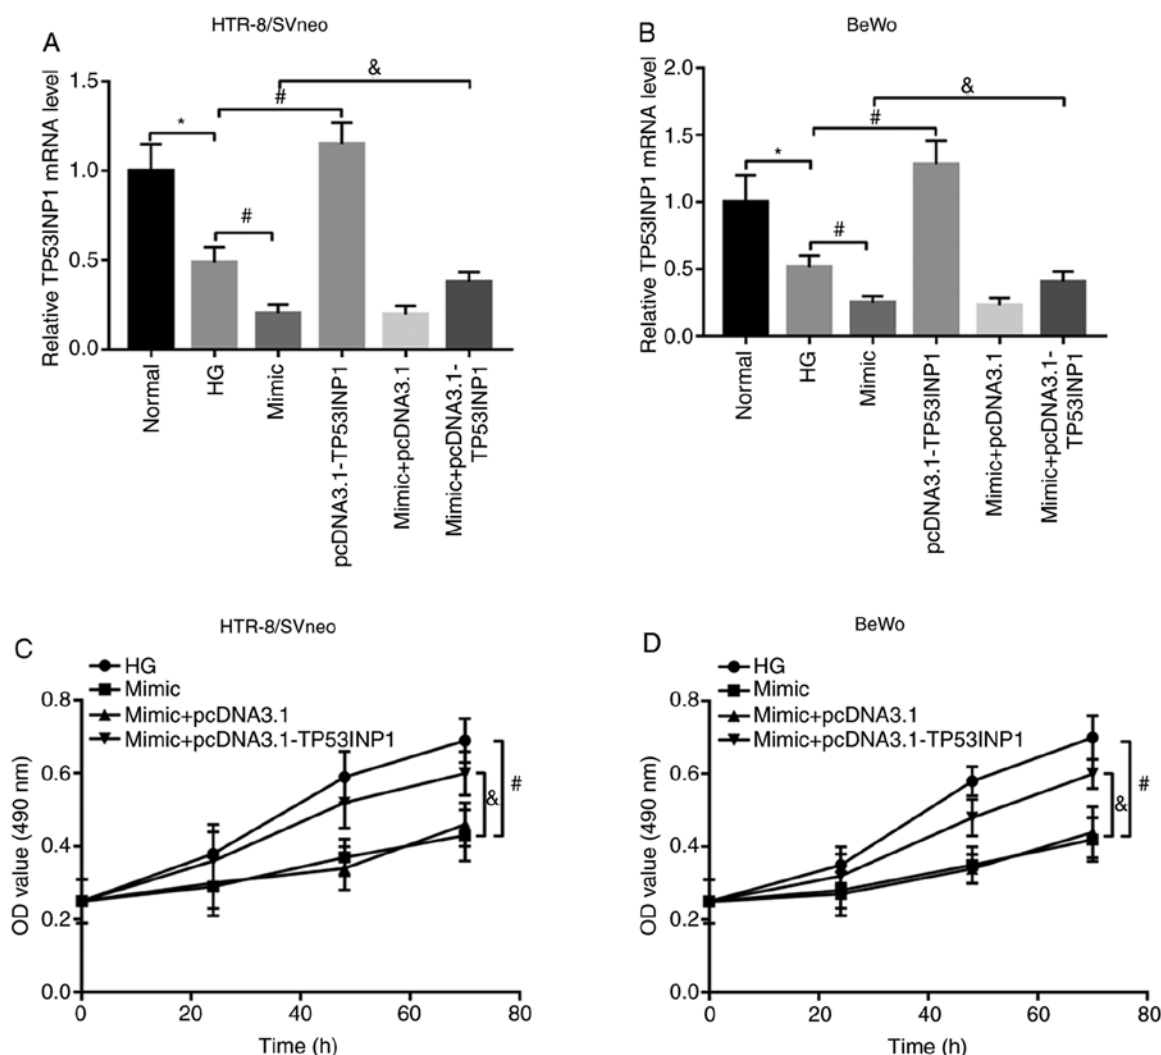 A
HTR-8/SVneo
Relative TP53INP1 mRNA level
1.5
1.0
0.5
0.0
*
#
#
&
Normal
HG
Mimic
pcDNA3.1-TP53INP1
Mimic+pcDNA3.1
Mimic+pcDNA3.1-
TP53INP1
B
BeWo
Relative TP53INP1 mRNA level
2.0
1.5
1.0
0.5
0.0
*
#
#
&
Normal
HG
Mimic
pcDNA3.1-TP53INP1
Mimic+pcDNA3.1
Mimic+pcDNA3.1-
TP53INP1
C
HTR-8/SVneo
HG
Mimic
Mimic+pcDNA3.1
Mimic+pcDNA3.1-TP53INP1
OD value (490 nm)
0.8
0.6
0.4
0.2
0.0
&
#
0
20
40
60
80
Time (h)
D
BeWo
HG
Mimic
Mimic+pcDNA3.1
Mimic+pcDNA3.1-TP53INP1
OD value (490 nm)
0.8
0.6
0.4
0.2
0.0
&
#
0
20
40
60
80
Time (h)